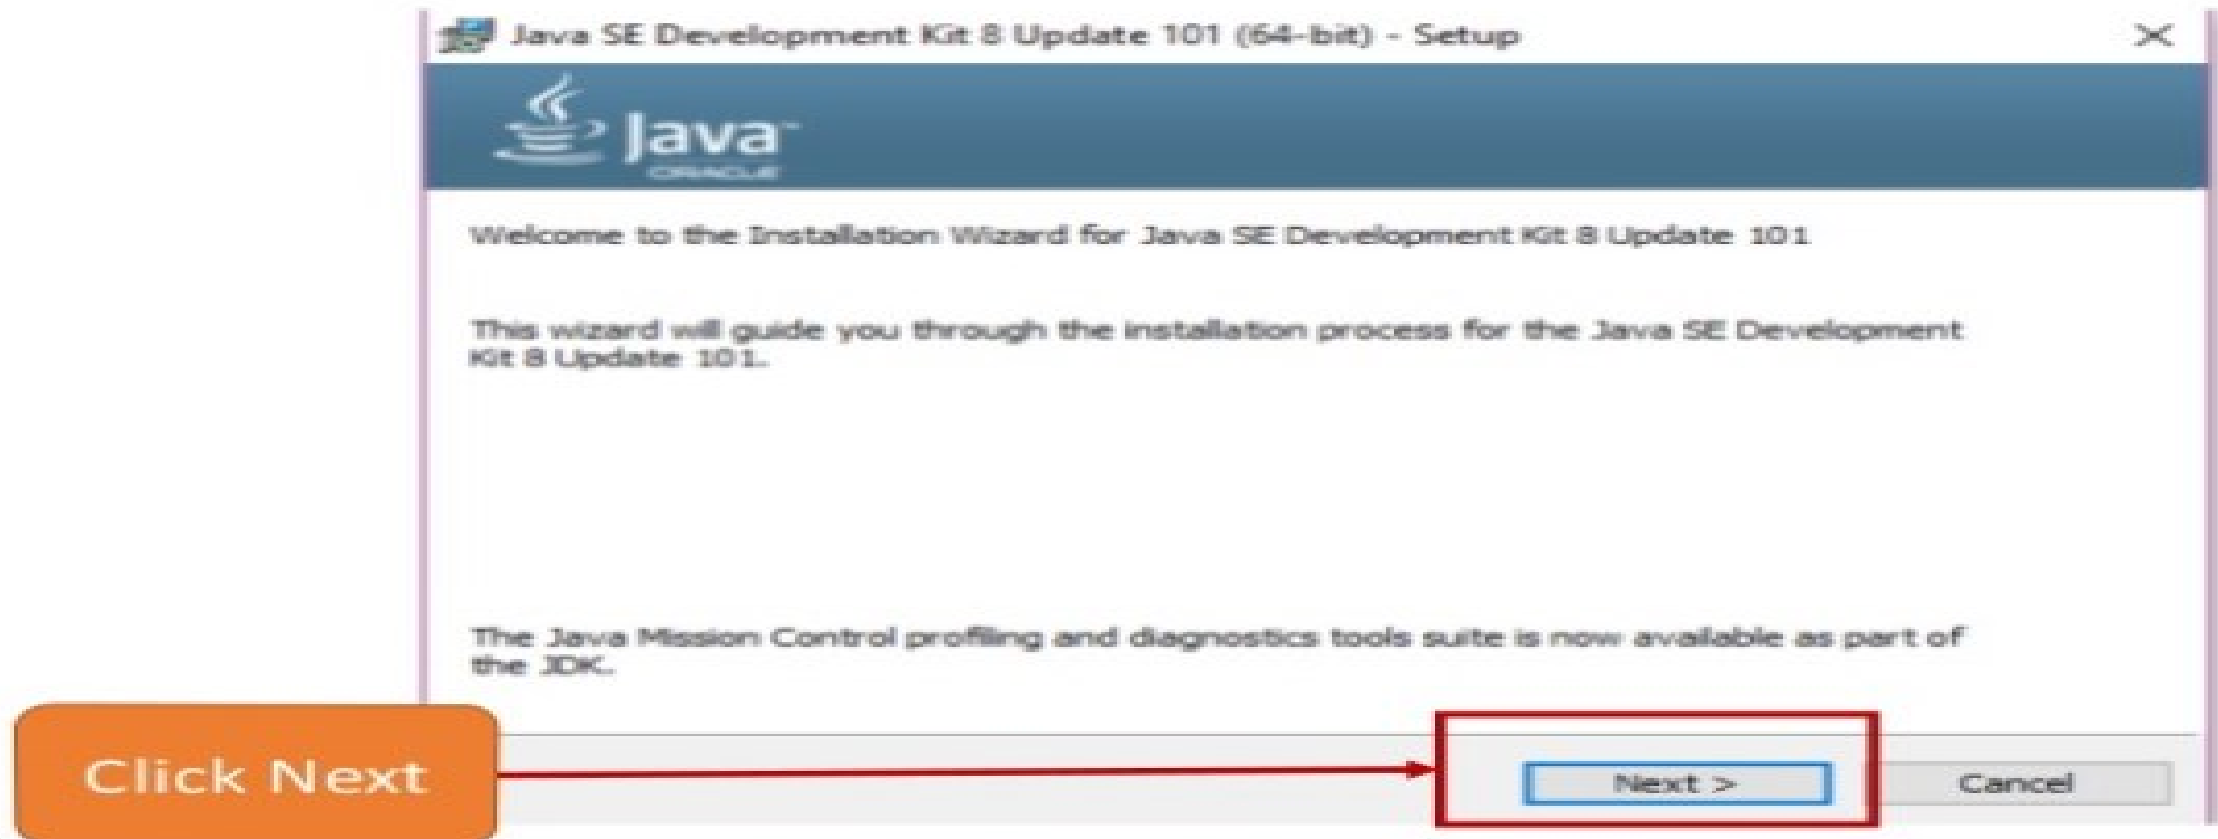 Java SE Development Kit 8 Update 101 (64-bit) - Setup
Java™
ORACLE
Welcome to the Installation Wizard for Java SE Development Kit 8 Update 101
This wizard will guide you through the installation process for the Java SE Development
Kit 8 Update 101.
The Java Mission Control profiling and diagnostics tools suite is now available as part of
the JDK.
Click Next
Next >
Cancel